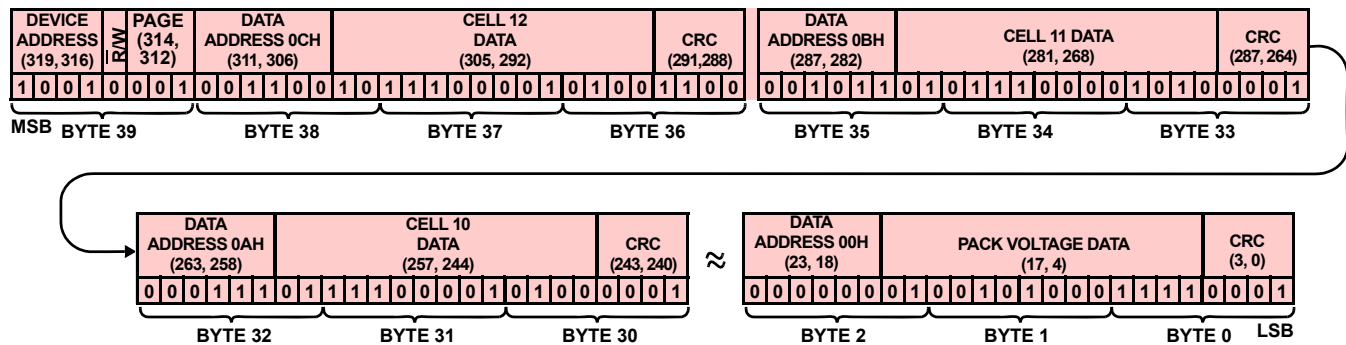 DEVICE ADDRESS (319, 316)
R/W
PAGE (314, 312)
DATA ADDRESS 0CH (311, 306)
CELL 12 DATA (305, 292)
CRC (291,288)
DATA ADDRESS 0BH (287, 282)
CELL 11 DATA (281, 268)
CRC (287, 264)
1 0 0 1 0 0 0 1 0 0 1 1 0 0 1 0 1 1 1 0 0 0 0 1 0 1 0 0 1 1 0 0
0 0 1 0 1 1 0 1 0 1 1 1 0 0 0 0 1 0 1 0 0 0 0 1
MSB BYTE 39 BYTE 38 BYTE 37 BYTE 36 BYTE 35 BYTE 34 BYTE 33
DATA ADDRESS 0AH (263, 258)
CELL 10 DATA (257, 244)
CRC (243, 240)
≈
DATA ADDRESS 00H (23, 18)
PACK VOLTAGE DATA (17, 4)
CRC (3, 0)
0 0 0 1 1 1 0 1 1 1 1 0 0 0 0 1 0 1 0 0 0 0 0 1
0 0 0 0 0 0 0 1 0 0 1 0 1 0 0 0 1 1 1 1 0 0 0 1
BYTE 32 BYTE 31 BYTE 30 BYTE 2 BYTE 1 BYTE 0 LSB